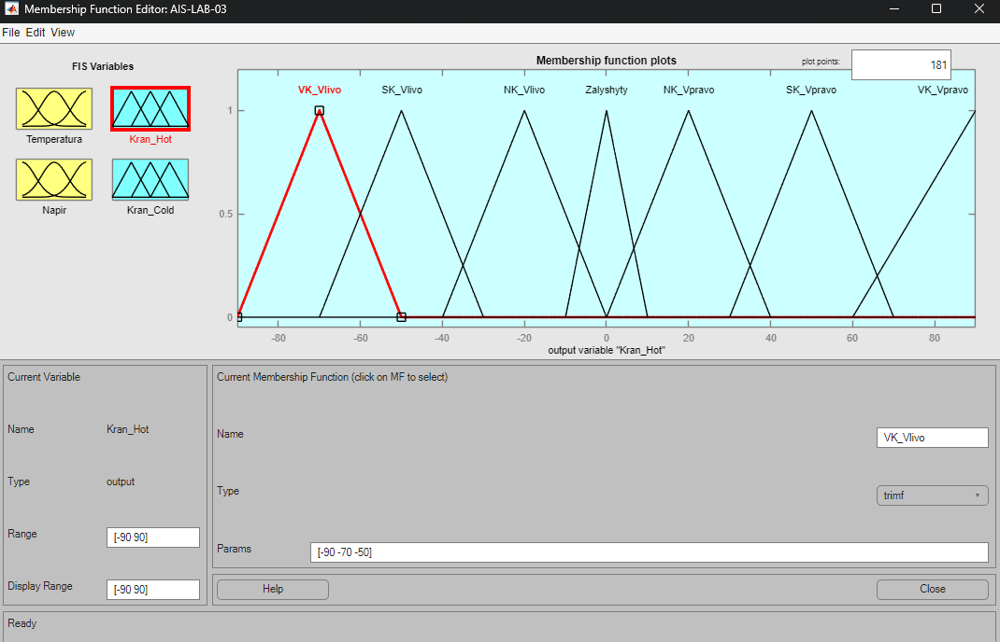 Membership Function Editor: AIS-LAB-03
File Edit View
FIS Variables
Temperatura
Kran_Hot
Napir
Kran_Cold
Membership function plots
plot points:
181
VK_Vlivo
SK_Vlivo
NK_Vlivo
Zalyshyty
NK_Vpravo
SK_Vpravo
VK_Vpravo
1
0.5
0
-80
-60
-40
-20
0
20
40
60
80
output variable "Kran_Hot"
Current Variable
Name
Kran_Hot
Type
output
Range
[-90 90]
Display Range
[-90 90]
Current Membership Function (click on MF to select)
Name
VK_Vlivo
Type
trimf
Params
[-90 -70 -50]
Help
Close
Ready